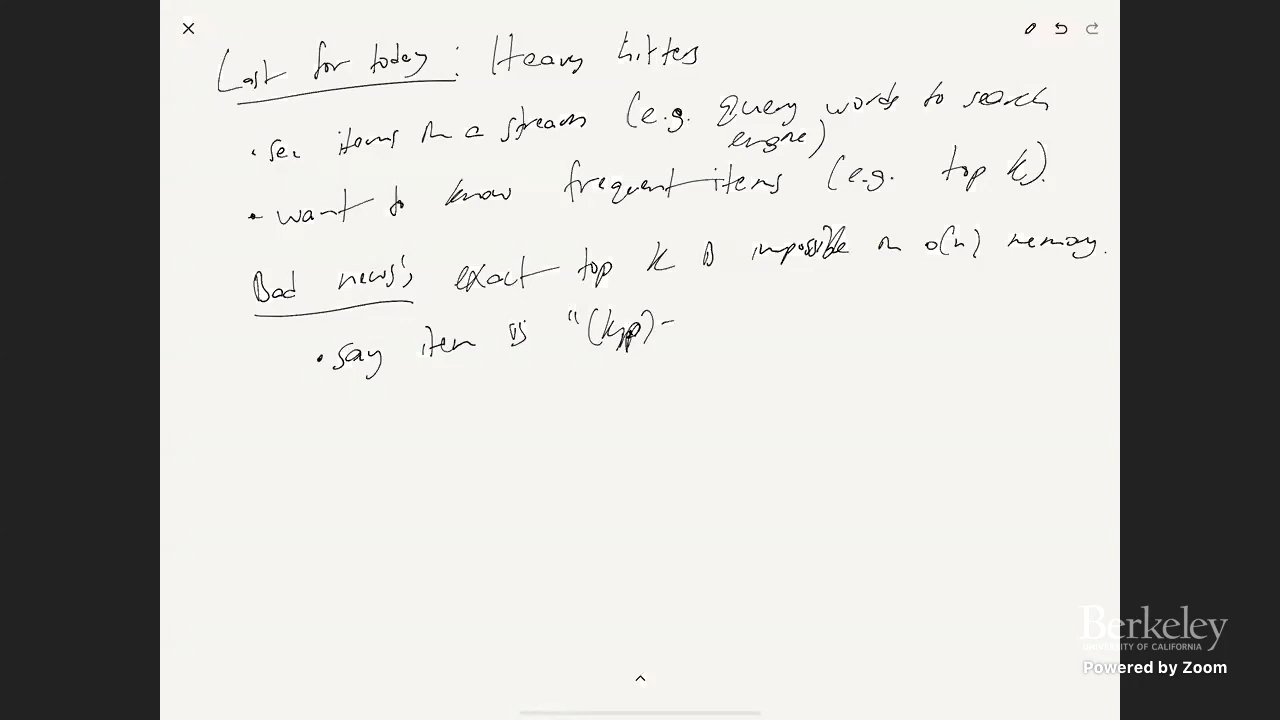 Last for today: Heavy hitters
• see items in a stream (e.g. query words to search
engine)
• want to know frequent items (e.g. top k).
Bad news: exact top k is impossible in o(n) memory.
• say item is "(k,p)-
Berkeley
UNIVERSITY OF CALIFORNIA
Powered by Zoom